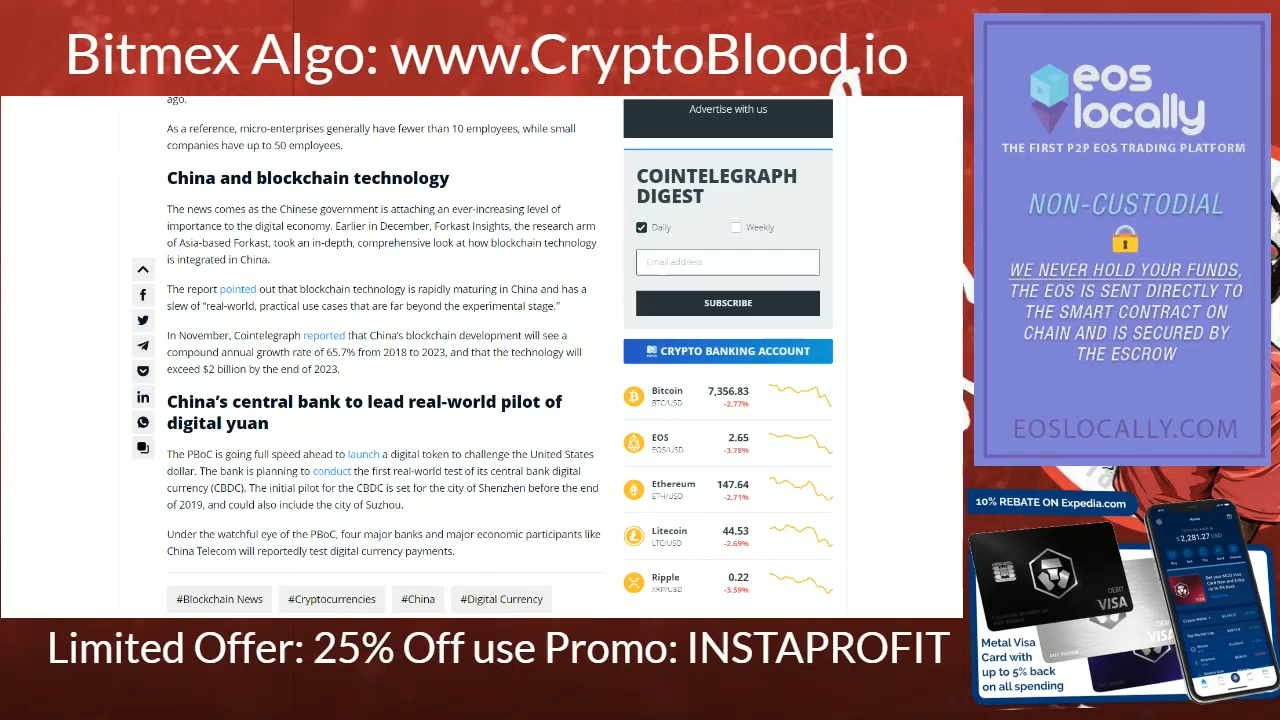 Bitmex Algo: www.CryptoBlood.io
ago.
As a reference, micro-enterprises generally have fewer than 10 employees, while small
companies have up to 50 employees.
China and blockchain technology
The news comes as the Chinese government is attaching an ever-increasing level of
importance to the digital economy. Earlier in December, Forkast Insights, the research arm
of Asia-based Forkast, took an in-depth, comprehensive look at how blockchain technology
is integrated in China.
The report pointed out that blockchain technology is rapidly maturing in China and has a
slew of “real-world, practical use cases that are far beyond the experimental stage.”
In November, Cointelegraph reported that China’s blockchain development will see a
compound annual growth rate of 65.7% from 2018 to 2023, and that the technology will
exceed $2 billion by the end of 2023.
China’s central bank to lead real-world pilot of
digital yuan
The PBoC is going full speed ahead to launch a digital token to challenge the United States
dollar. The bank is planning to conduct the first real-world test of its central bank digital
currency (CBDC). The initial pilot for the CBDC is set for the city of Shenzhen before the end
of 2019, and could also include the city of Suzhou.
Under the watchful eye of the PBoC, four major banks and major economic participants like
China Telecom will reportedly test digital currency payments.
#Blockchain News #Cryptocurrencies #China #Digital Currency
Advertise with us
COINTELEGRAPH
DIGEST
Daily Weekly
Email address
SUBSCRIBE
CRYPTO BANKING ACCOUNT
Bitcoin 7,356.83
BTC/USD -2.77%
EOS 2.65
EOS/USD -3.78%
Ethereum 147.64
ETH/USD -2.71%
Litecoin 44.53
LTC/USD -2.69%
Ripple 0.22
XRP/USD -3.59%
eos
locally
THE FIRST P2P EOS TRADING PLATFORM
NON-CUSTODIAL
WE NEVER HOLD YOUR FUNDS,
THE EOS IS SENT DIRECTLY TO
THE SMART CONTRACT ON
CHAIN AND IS SECURED BY
THE ESCROW
EOSLOCALLY.COM
10% REBATE ON Expedia.com
$2,281.27 USD
DEBIT
VISA
Metal Visa
Card with
up to 5% back
on all spending
Limited Offer: 25% Off use Promo: INSTAPROFIT